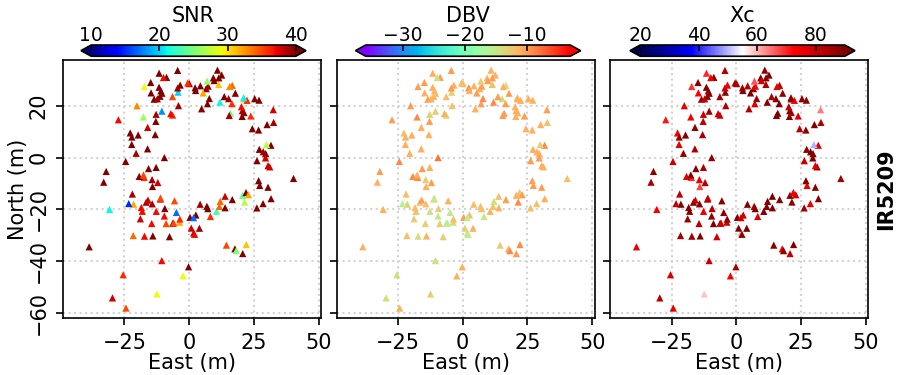 SNR DBV Xc
10 20 30 40 −30 −20 −10 20 40 60 80
North (m)
20
0
−20
−40
−60
−25 0 25 50 −25 0 25 50 −25 0 25 50
East (m) East (m) East (m)
IR5209